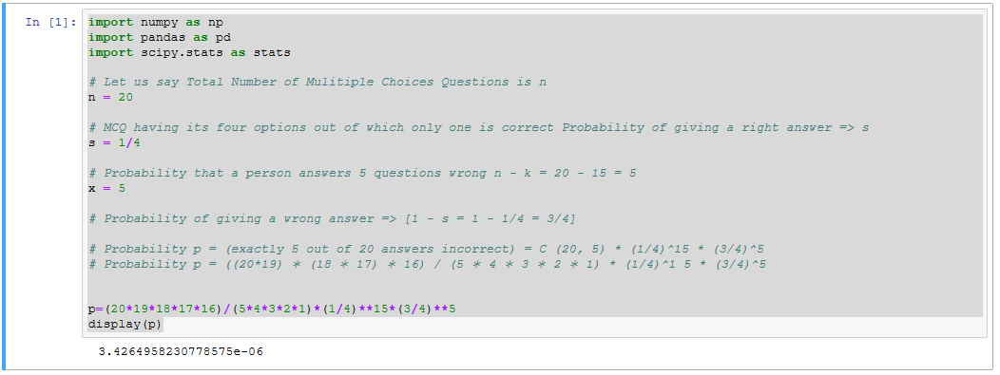 In [1]: import numpy as np
import pandas as pd
import scipy.stats as stats
# Let us say Total Number of Mulitiple Choices Questions is n
n = 20
# MCQ having its four options out of which only one is correct Probability of giving a right answer => s
s = 1/4
# Probability that a person answers 5 questions wrong n - k = 20 - 15 = 5
x = 5
# Probability of giving a wrong answer => [1 - s = 1 - 1/4 = 3/4]
# Probability p = (exactly 5 out of 20 answers incorrect) = C (20, 5) * (1/4)^15 * (3/4)^5
# Probability p = ((20*19) * (18 * 17) * 16) / (5 * 4 * 3 * 2 * 1) * (1/4)^1 5 * (3/4)^5
p=(20*19*18*17*16)/(5*4*3*2*1)*(1/4)**15*(3/4)**5
display(p)
3.4264958230778575e-06